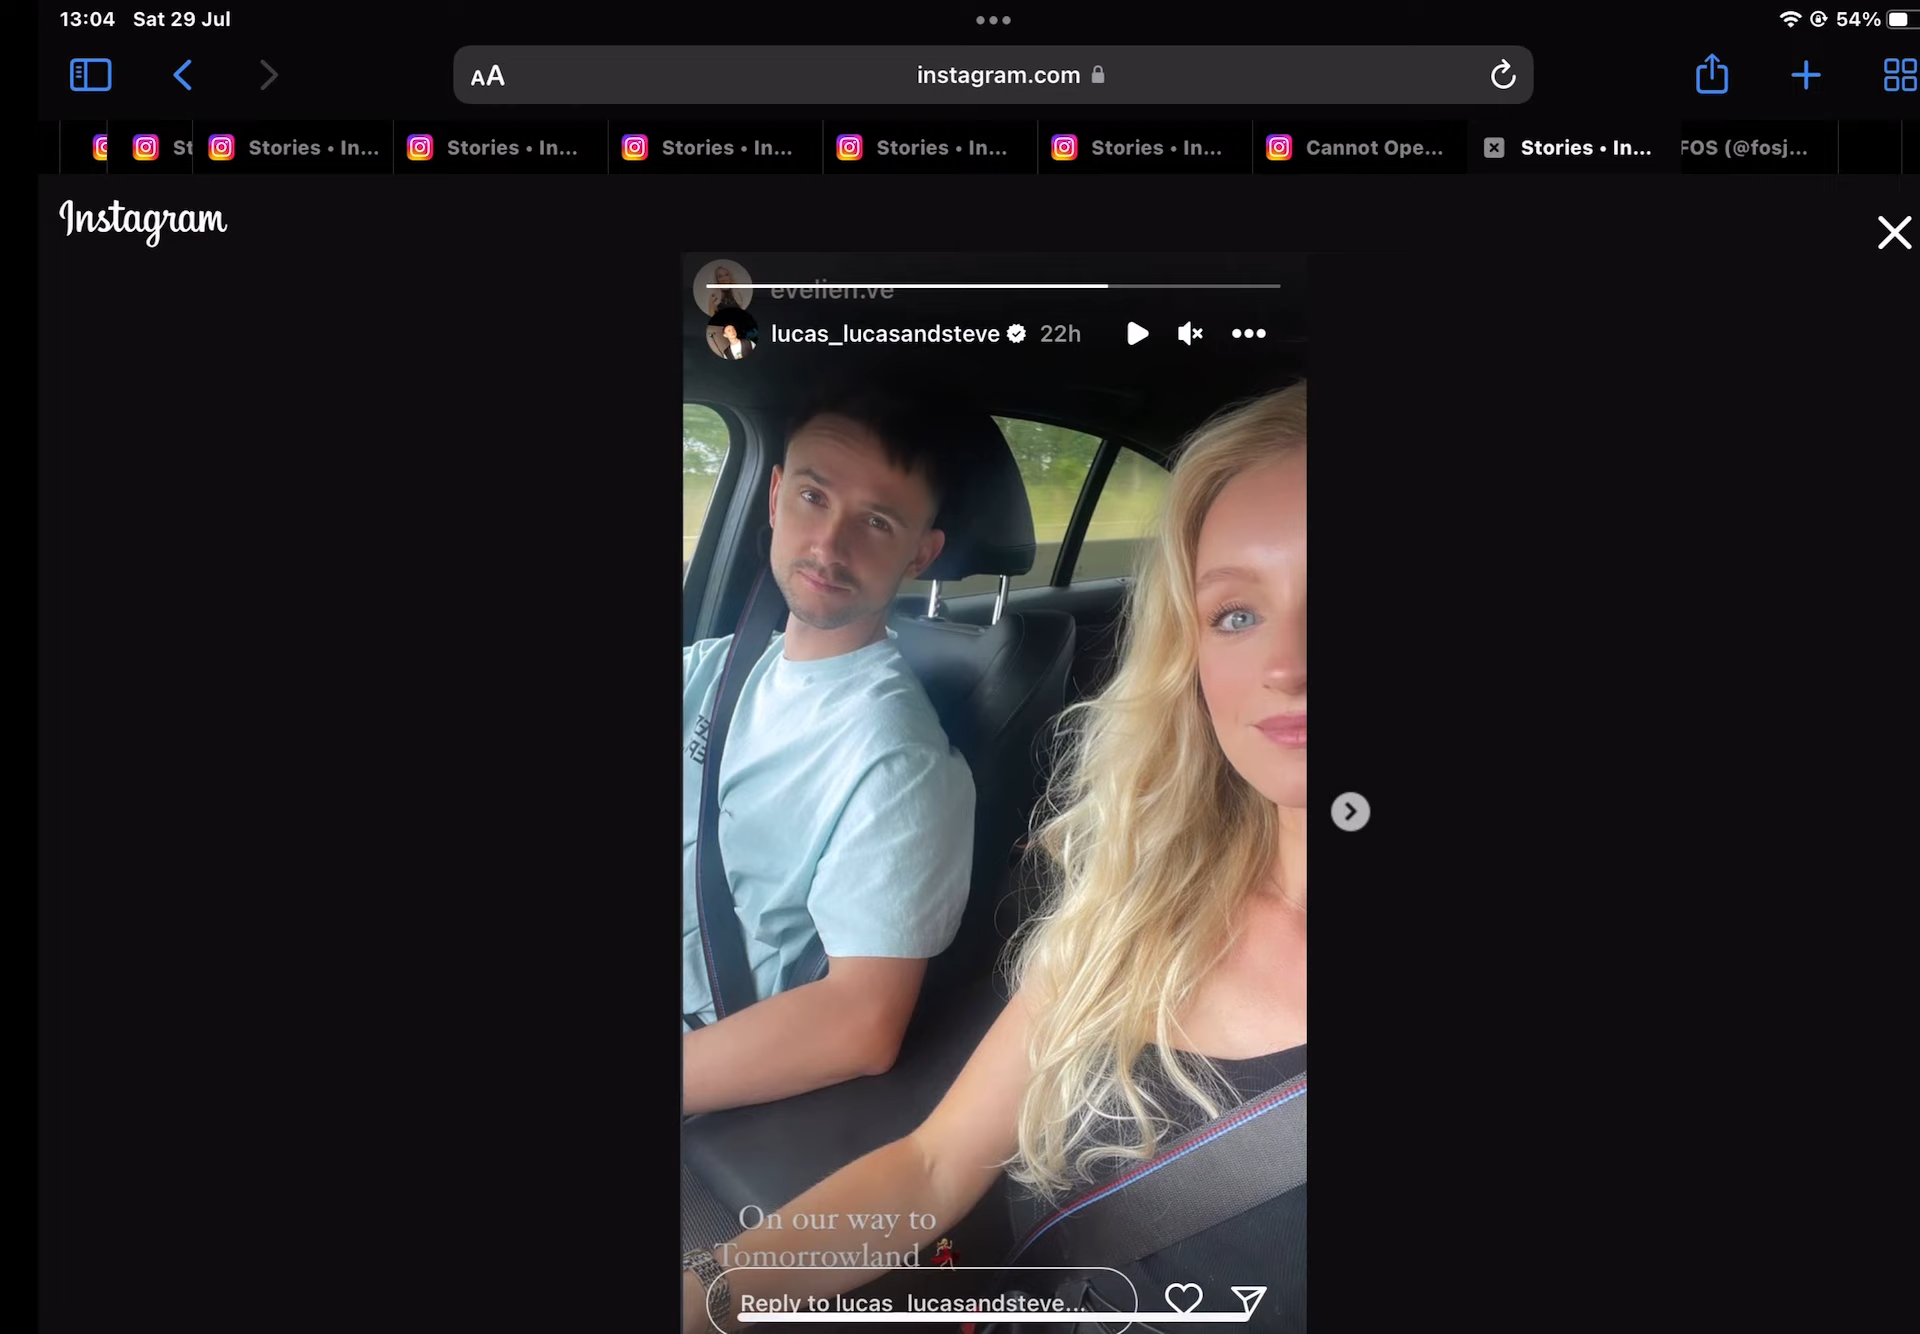 13:04 Sat 29 Jul
54%
AA
instagram.com
St
Stories • In...
Stories • In...
Stories • In...
Stories • In...
Stories • In...
Cannot Ope...
Stories • In...
FOS (@fosj...
Instagram
evelien.ve
lucas_lucasandsteve 22h
On our way to
Tomorrowland
Reply to lucas_lucasandsteve...